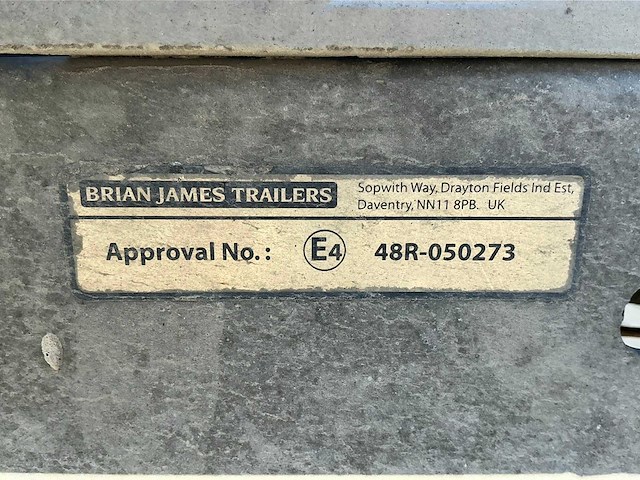 BRIAN JAMES TRAILERS
Sopwith Way, Drayton Fields Ind Est,
Daventry, NN11 8PB. UK
Approval No. : E4 48R-050273